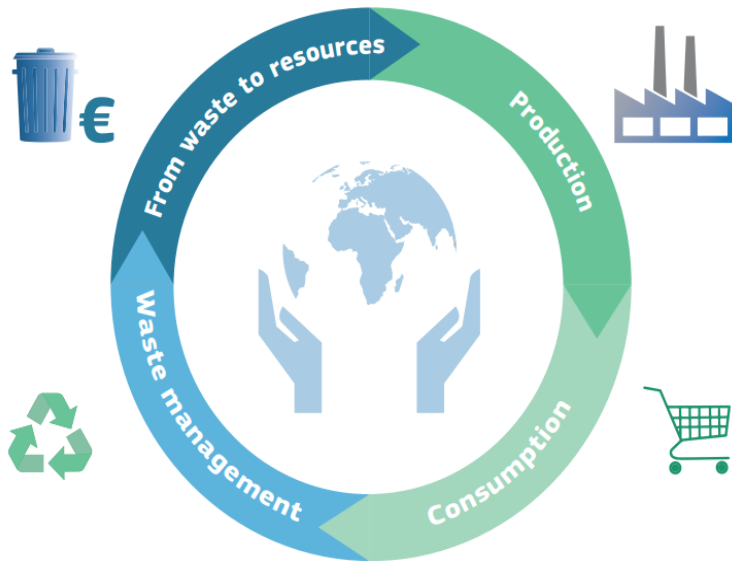 From waste to resources
€
Production
Waste management
Consumption